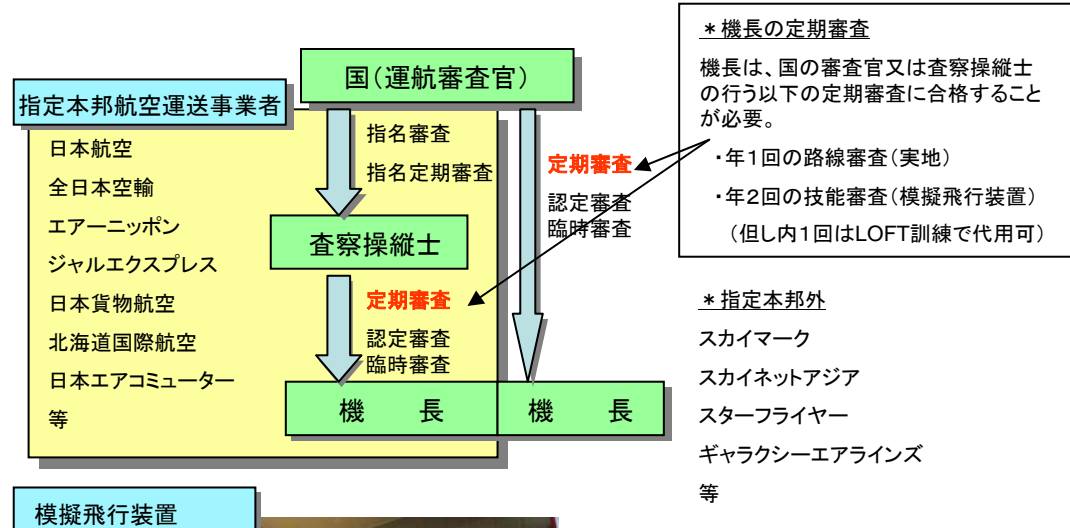 国(運航審査官)
指定本邦航空運送事業者
日本航空
全日本空輸
エアーニッポン
ジャルエクスプレス
日本貨物航空
北海道国際航空
日本エアコミューター
等
指名審査
指名定期審査
査察操縦士
定期審査
認定審査
臨時審査
機 長
定期審査
認定審査
臨時審査
機 長
*機長の定期審査
機長は、国の審査官又は査察操縦士
の行う以下の定期審査に合格すること
が必要。
・年1回の路線審査(実地)
・年2回の技能審査(模擬飛行装置)
(但し内1回はLOFT訓練で代用可)
*指定本邦外
スカイマーク
スカイネットアジア
スターフライヤー
ギャラクシーエアラインズ
等
模擬飛行装置